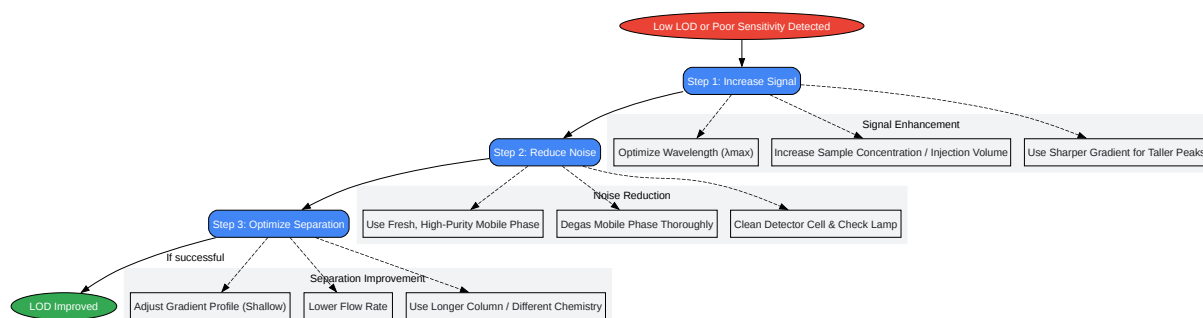 Low LOD or Poor Sensitivity Detected
Step 1: Increase Signal
Signal Enhancement
Optimize Wavelength (λmax)
Increase Sample Concentration / Injection Volume
Use Sharper Gradient for Taller Peaks
Step 2: Reduce Noise
Noise Reduction
Use Fresh, High-Purity Mobile Phase
Degas Mobile Phase Thoroughly
Clean Detector Cell & Check Lamp
Step 3: Optimize Separation
If successful
Separation Improvement
LOD Improved
Adjust Gradient Profile (Shallow)
Lower Flow Rate
Use Longer Column / Different Chemistry